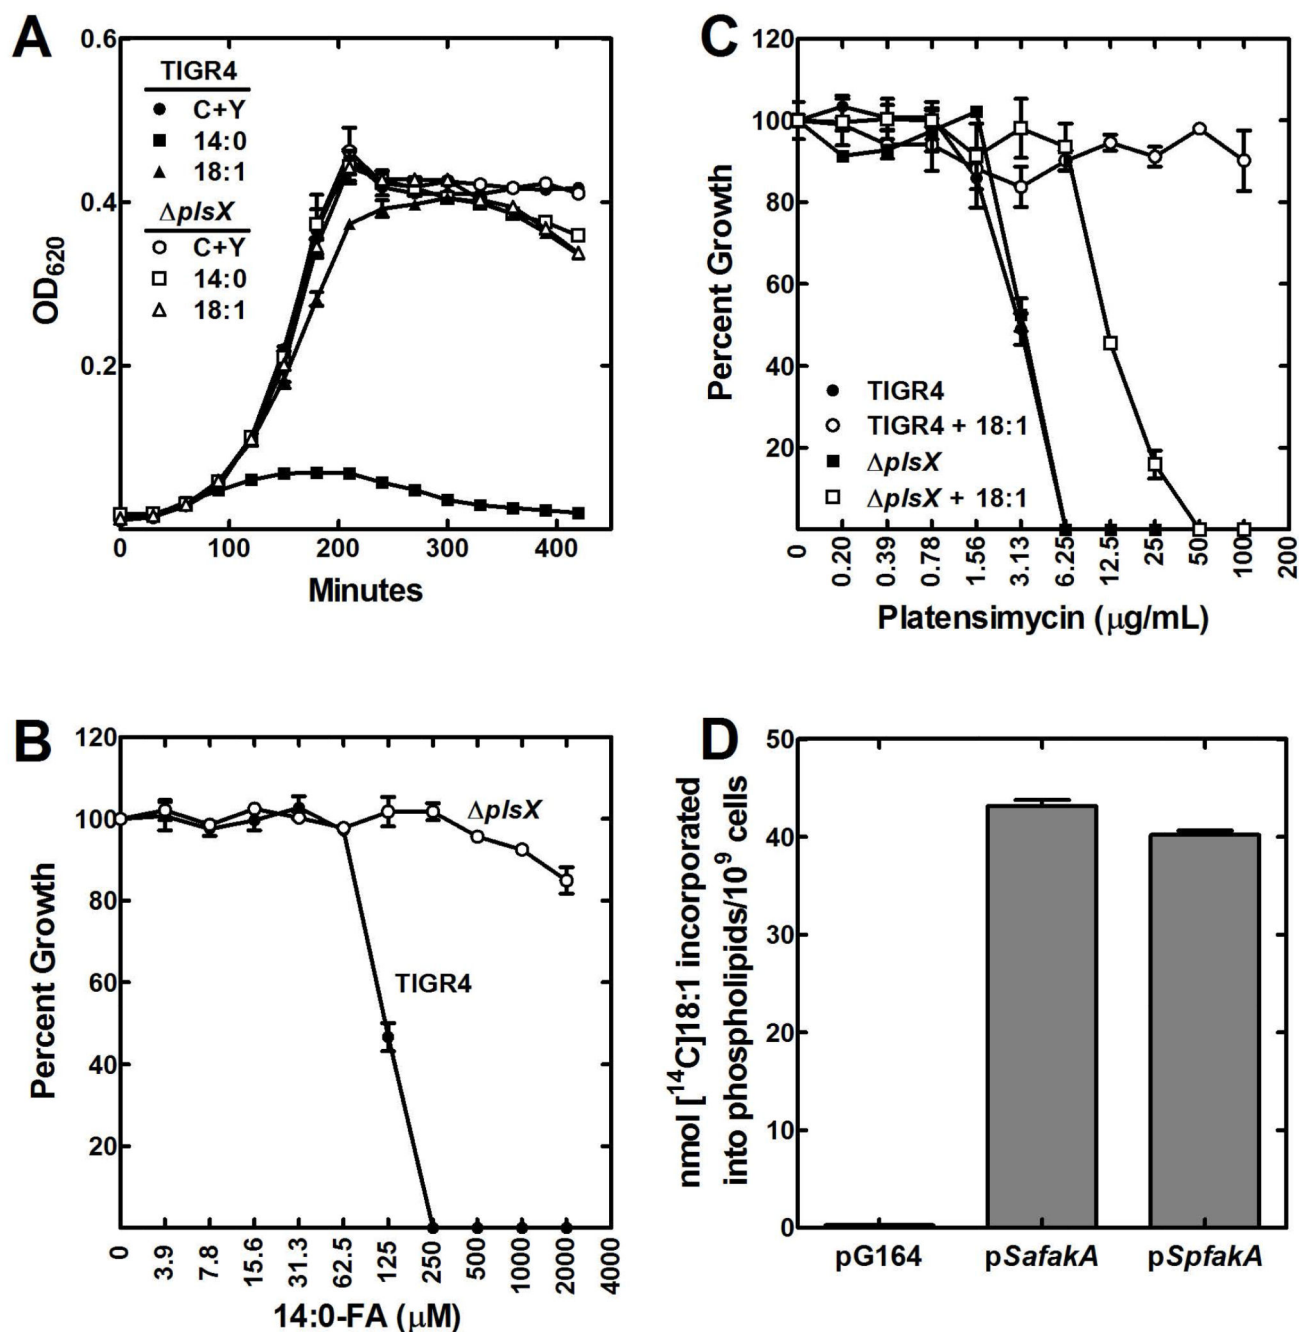 A
0.6
0.4
0.2
OD620
TIGR4
C+Y
14:0
18:1
ΔplsX
C+Y
14:0
18:1
0 100 200 300 400
Minutes
C
120
100
80
60
40
20
Percent Growth
TIGR4
TIGR4 + 18:1
ΔplsX
ΔplsX + 18:1
0 0.20 0.39 0.78 1.56 3.13 6.25 12.5 25 50 100 200
Platensimycin (μg/mL)
B
120
100
80
60
40
20
Percent Growth
ΔplsX
TIGR4
0 3.9 7.8 15.6 31.3 62.5 125 250 500 1000 2000 4000
14:0-FA (μM)
D
50
40
30
20
10
0
nmol [14C]18:1 incorporated
into phospholipids/10⁹ cells
pG164 pSafakA pSpfakA